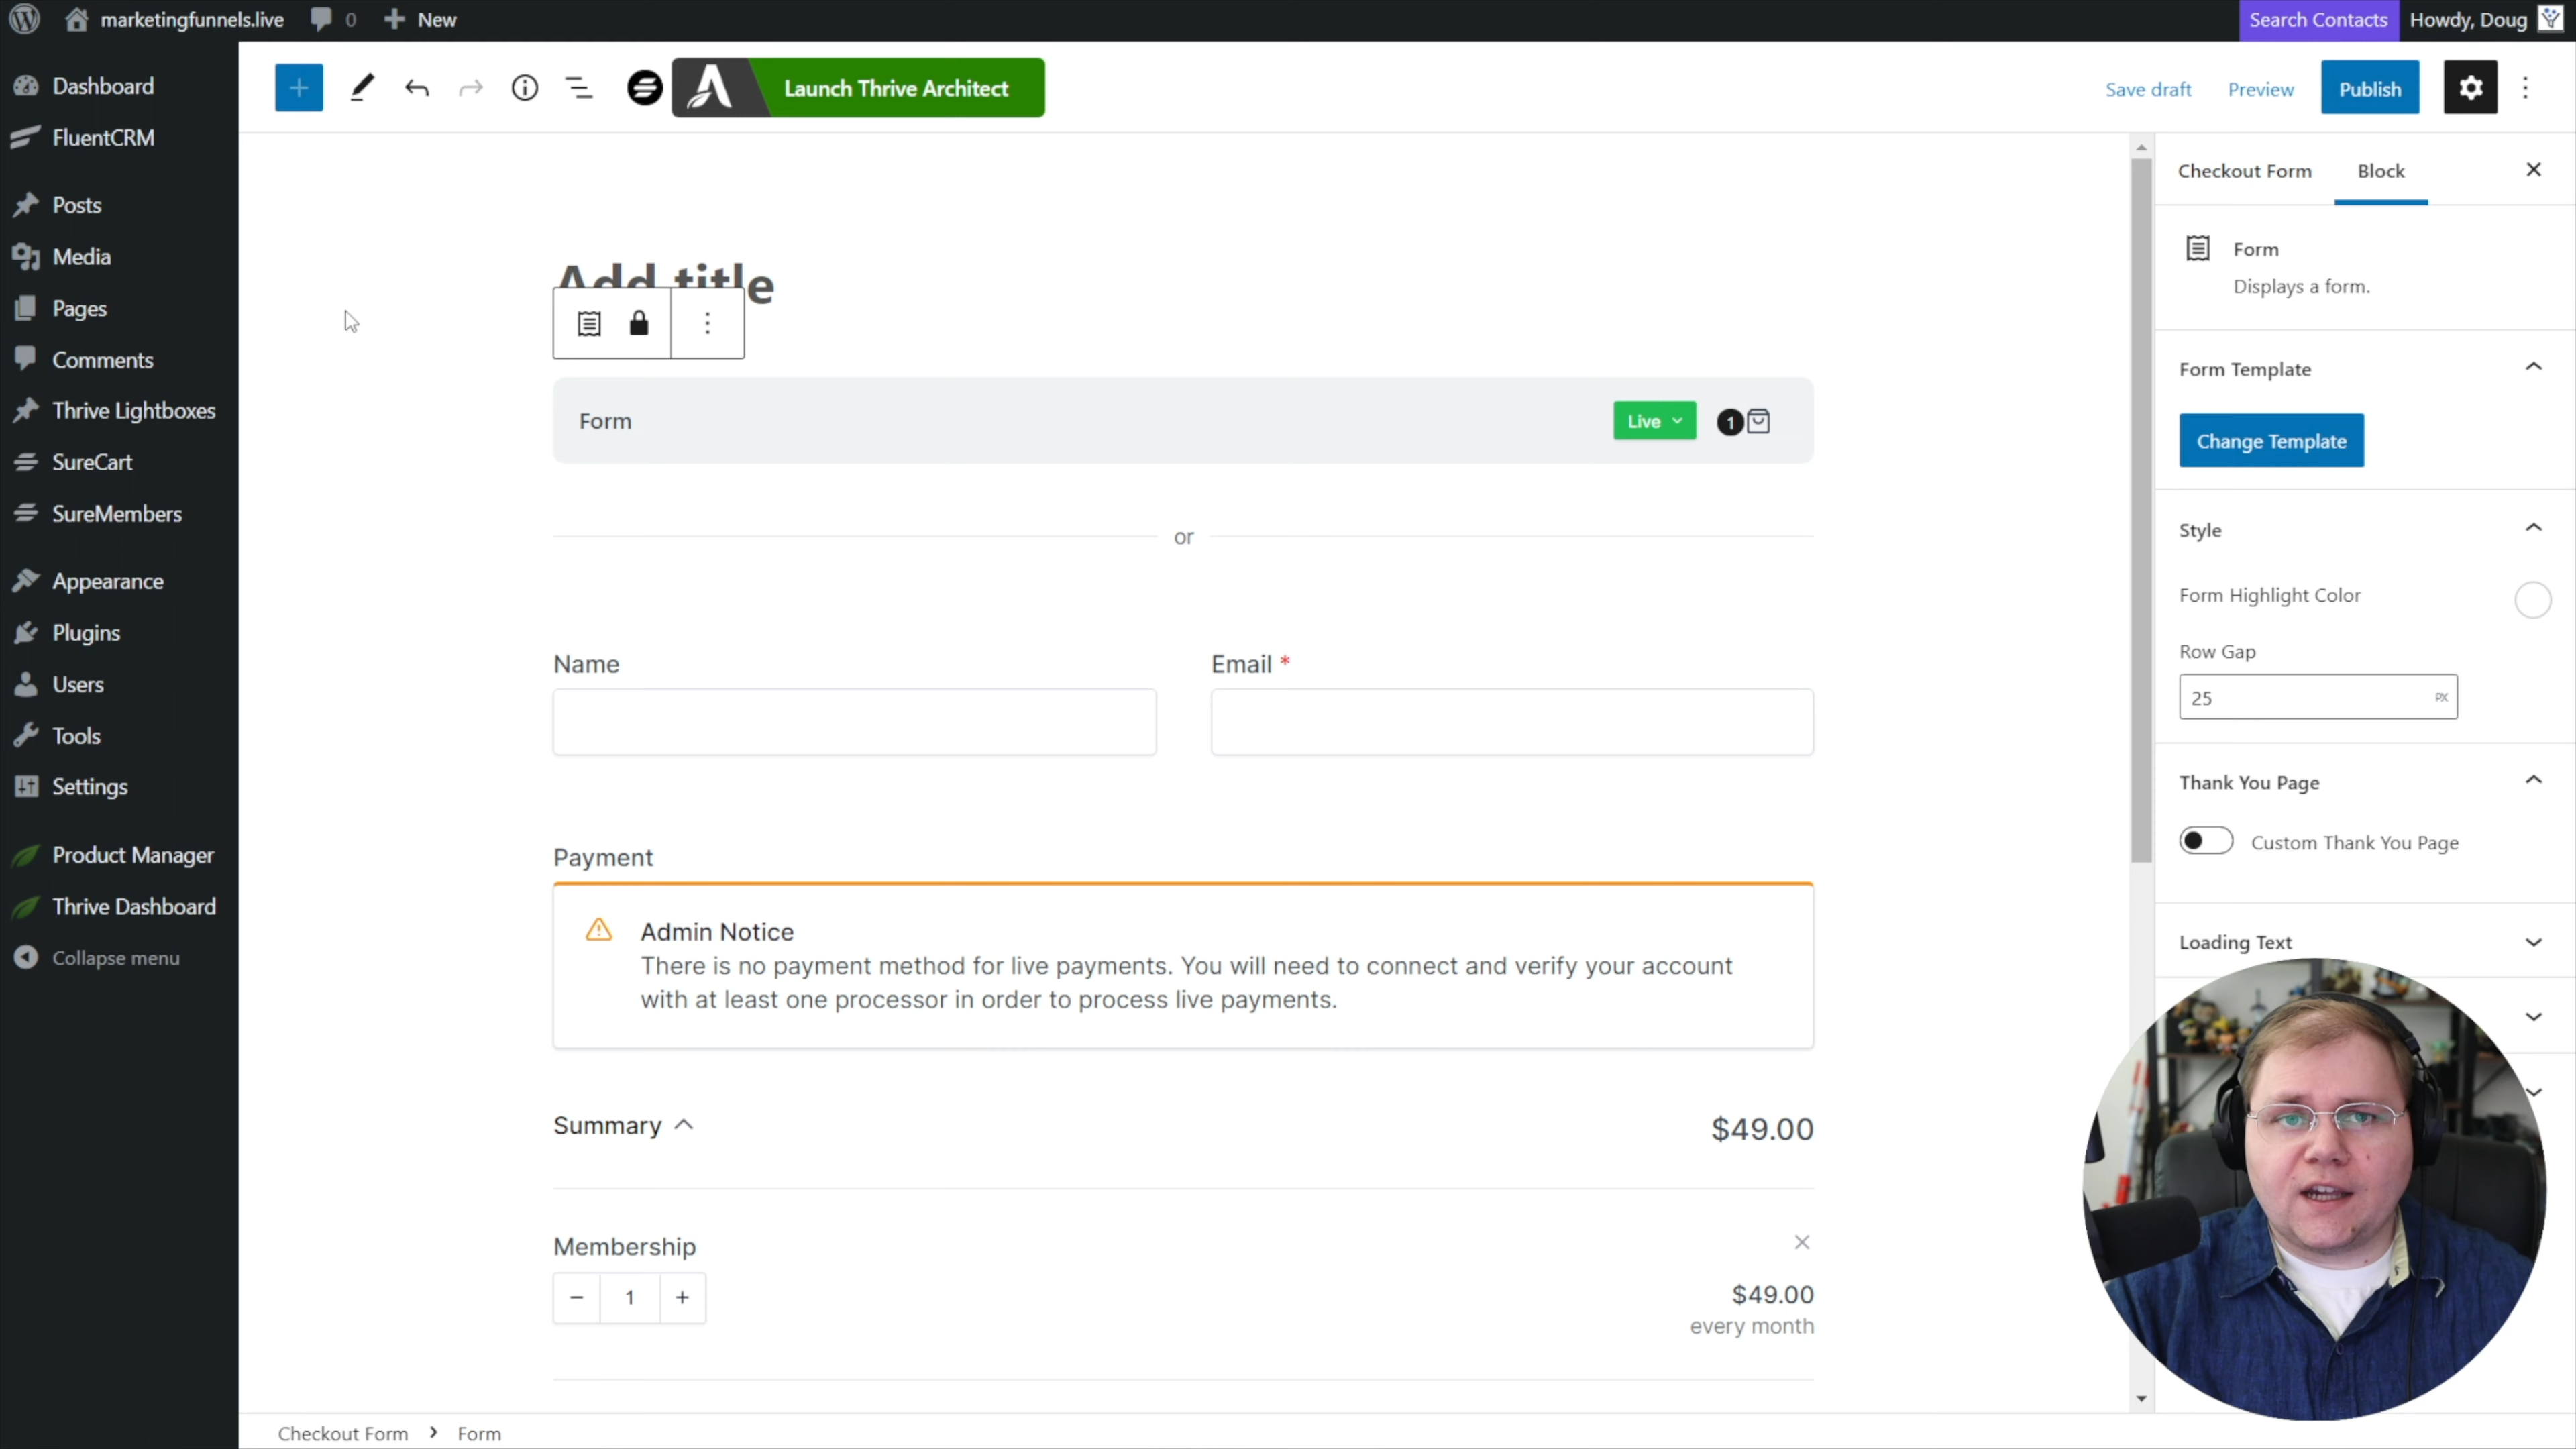 marketingfunnels.live 0 New Search Contacts Howdy, Doug
Dashboard
FluentCRM
Posts
Media
Pages
Comments
Thrive Lightboxes
SureCart
SureMembers
Appearance
Plugins
Users
Tools
Settings
Product Manager
Thrive Dashboard
Collapse menu
Launch Thrive Architect
Save draft Preview Publish
Add title
Form
Live 1
or
Name
Email *
Payment
Admin Notice
There is no payment method for live payments. You will need to connect and verify your account
with at least one processor in order to process live payments.
Summary $49.00
Membership
1
$49.00
every month
Checkout Form Form
Checkout Form Block
Form
Displays a form.
Form Template
Change Template
Style
Form Highlight Color
Row Gap
25 PX
Thank You Page
Custom Thank You Page
Loading Text